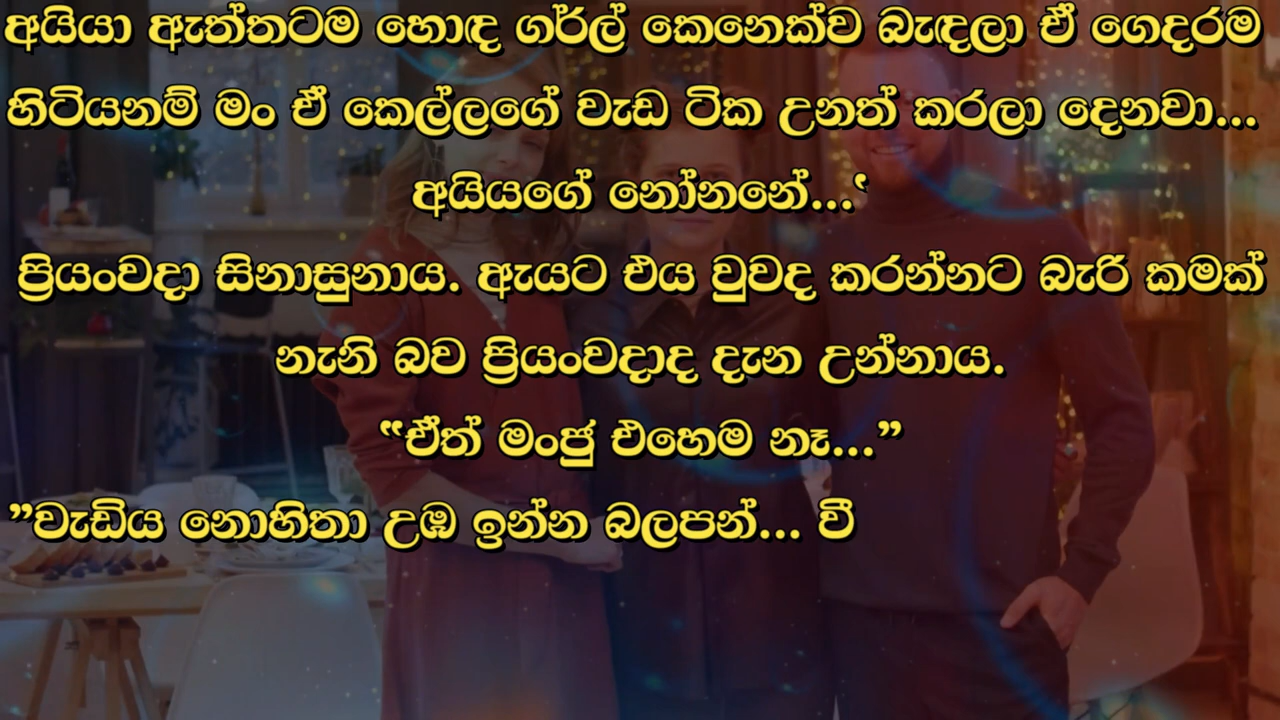 අයියා ඇත්තටම හොඳ ගර්ල් කෙනෙක්ව බැඳලා ඒ ගෙදරම
හිටියනම් මං ඒ කෙල්ලගේ වැඩ ටික උනත් කරලා දෙනවා...
අයියගේ නෝනනේ...‛
ප්‍රියංවදා සිනාසුනාය. ඇයට එය වුවද කරන්නට බැරි කමක්
නැනි බව ප්‍රියංවදාද දැන උන්නාය.
“ඒත් මංජු එහෙම නෑ...”
”වැඩිය නොහිතා උඹ ඉන්න බලපන්... වී